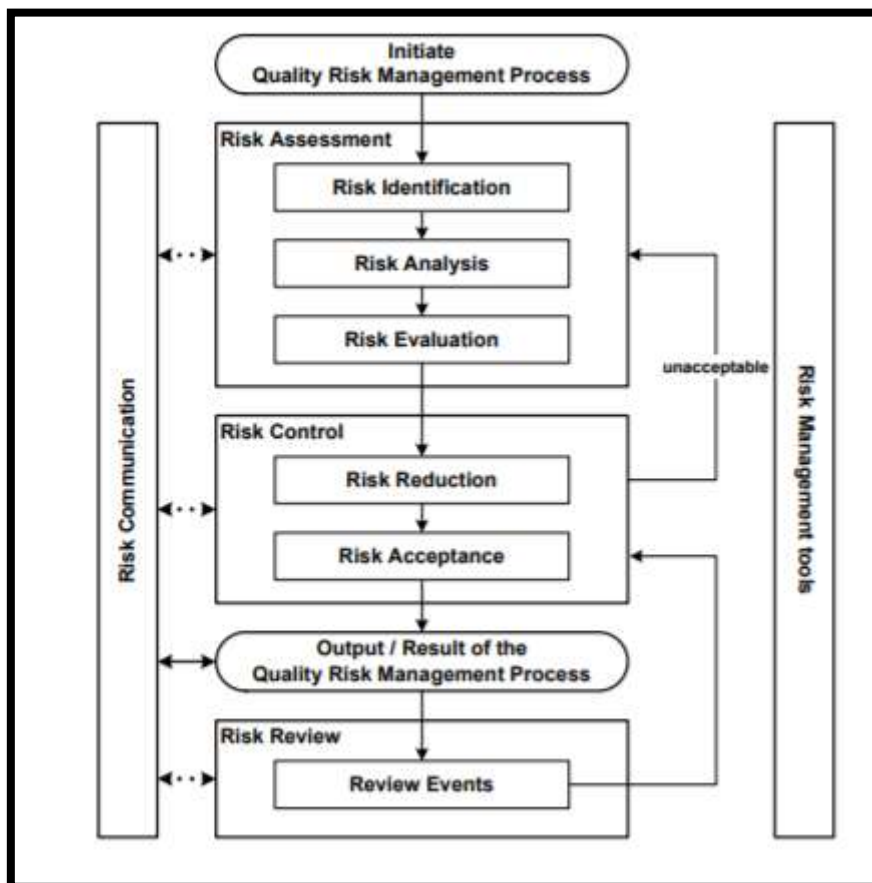 Initiate
Quality Risk Management Process
Risk Assessment
Risk Identification
Risk Analysis
Risk Evaluation
unacceptable
Risk Communication
Risk Management tools
Risk Control
Risk Reduction
Risk Acceptance
Output / Result of the
Quality Risk Management Process
Risk Review
Review Events